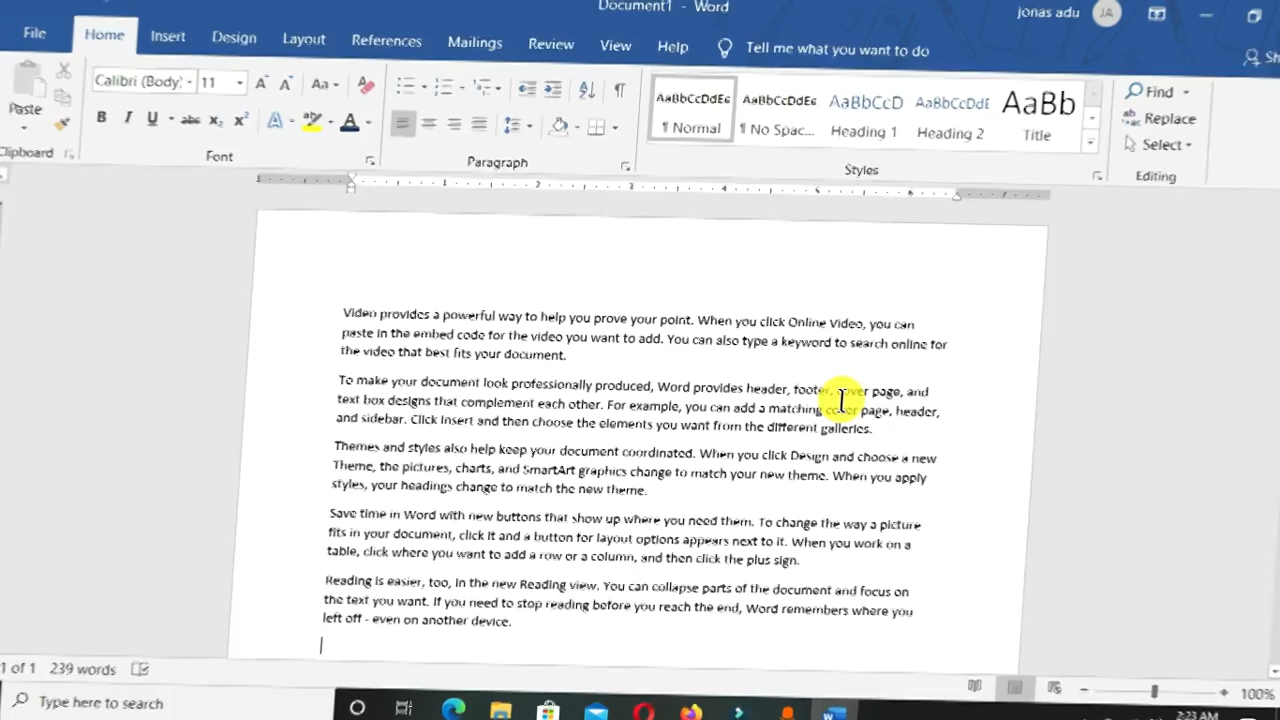 Document1 - Word
jonas adu JA
File Home Insert Design Layout References Mailings Review View Help Tell me what you want to do
Paste
Calibri (Body) 11
Aa
B I U abc x₂ x² A A
AaBbCcDdEe AaBbCcDdEe AaBbCcD AaBbCcDdE AaBb
¶ Normal ¶ No Spac... Heading 1 Heading 2 Title
Find
Replace
Select
Clipboard Font Paragraph Styles Editing
1 1 2 3 4 5 6 7
Video provides a powerful way to help you prove your point. When you click Online Video, you can
paste in the embed code for the video you want to add. You can also type a keyword to search online for
the video that best fits your document.
To make your document look professionally produced, Word provides header, footer, cover page, and
text box designs that complement each other. For example, you can add a matching cover page, header,
and sidebar. Click Insert and then choose the elements you want from the different galleries.
Themes and styles also help keep your document coordinated. When you click Design and choose a new
Theme, the pictures, charts, and SmartArt graphics change to match your new theme. When you apply
styles, your headings change to match the new theme.
Save time in Word with new buttons that show up where you need them. To change the way a picture
fits in your document, click it and a button for layout options appears next to it. When you work on a
table, click where you want to add a row or a column, and then click the plus sign.
Reading is easier, too, in the new Reading view. You can collapse parts of the document and focus on
the text you want. If you need to stop reading before you reach the end, Word remembers where you
left off - even on another device.
1 of 1 239 words
100%
Type here to search
2:23 AM